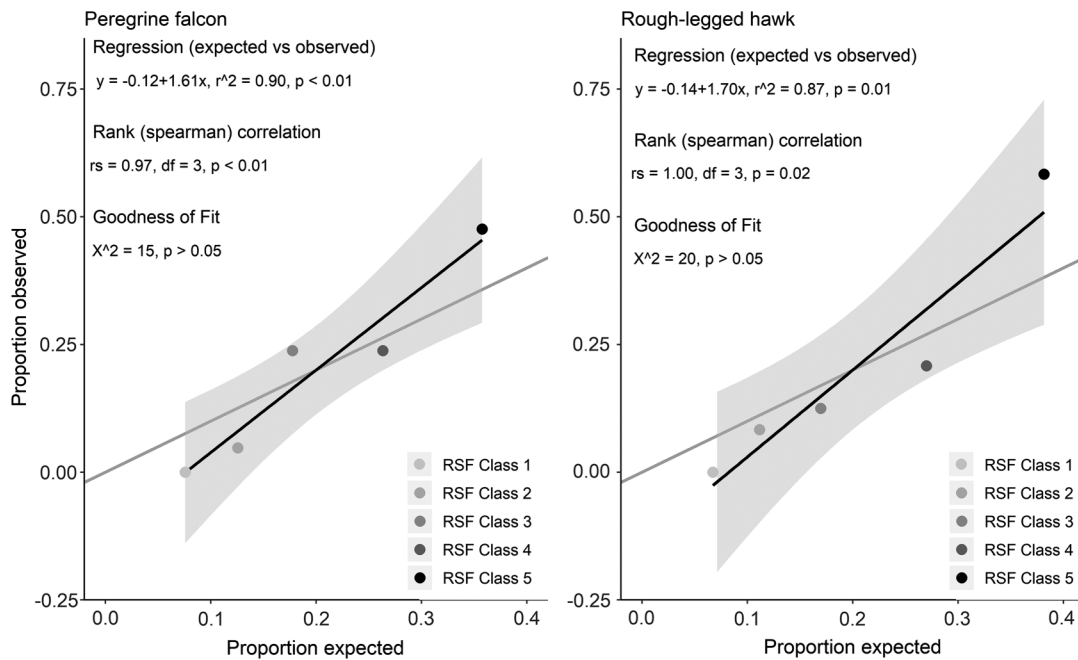 Peregrine falcon
Regression (expected vs observed)
y = -0.12+1.61x, r^2 = 0.90, p < 0.01
Rank (spearman) correlation
rs = 0.97, df = 3, p < 0.01
Goodness of Fit
X^2 = 15, p > 0.05
Proportion observed
0.75
0.50
0.25
0.00
-0.25
RSF Class 1
RSF Class 2
RSF Class 3
RSF Class 4
RSF Class 5
0.0 0.1 0.2 0.3 0.4
Proportion expected
Rough-legged hawk
Regression (expected vs observed)
y = -0.14+1.70x, r^2 = 0.87, p = 0.01
Rank (spearman) correlation
rs = 1.00, df = 3, p = 0.02
Goodness of Fit
X^2 = 20, p > 0.05
0.75
0.50
0.25
0.00
-0.25
RSF Class 1
RSF Class 2
RSF Class 3
RSF Class 4
RSF Class 5
0.0 0.1 0.2 0.3 0.4
Proportion expected